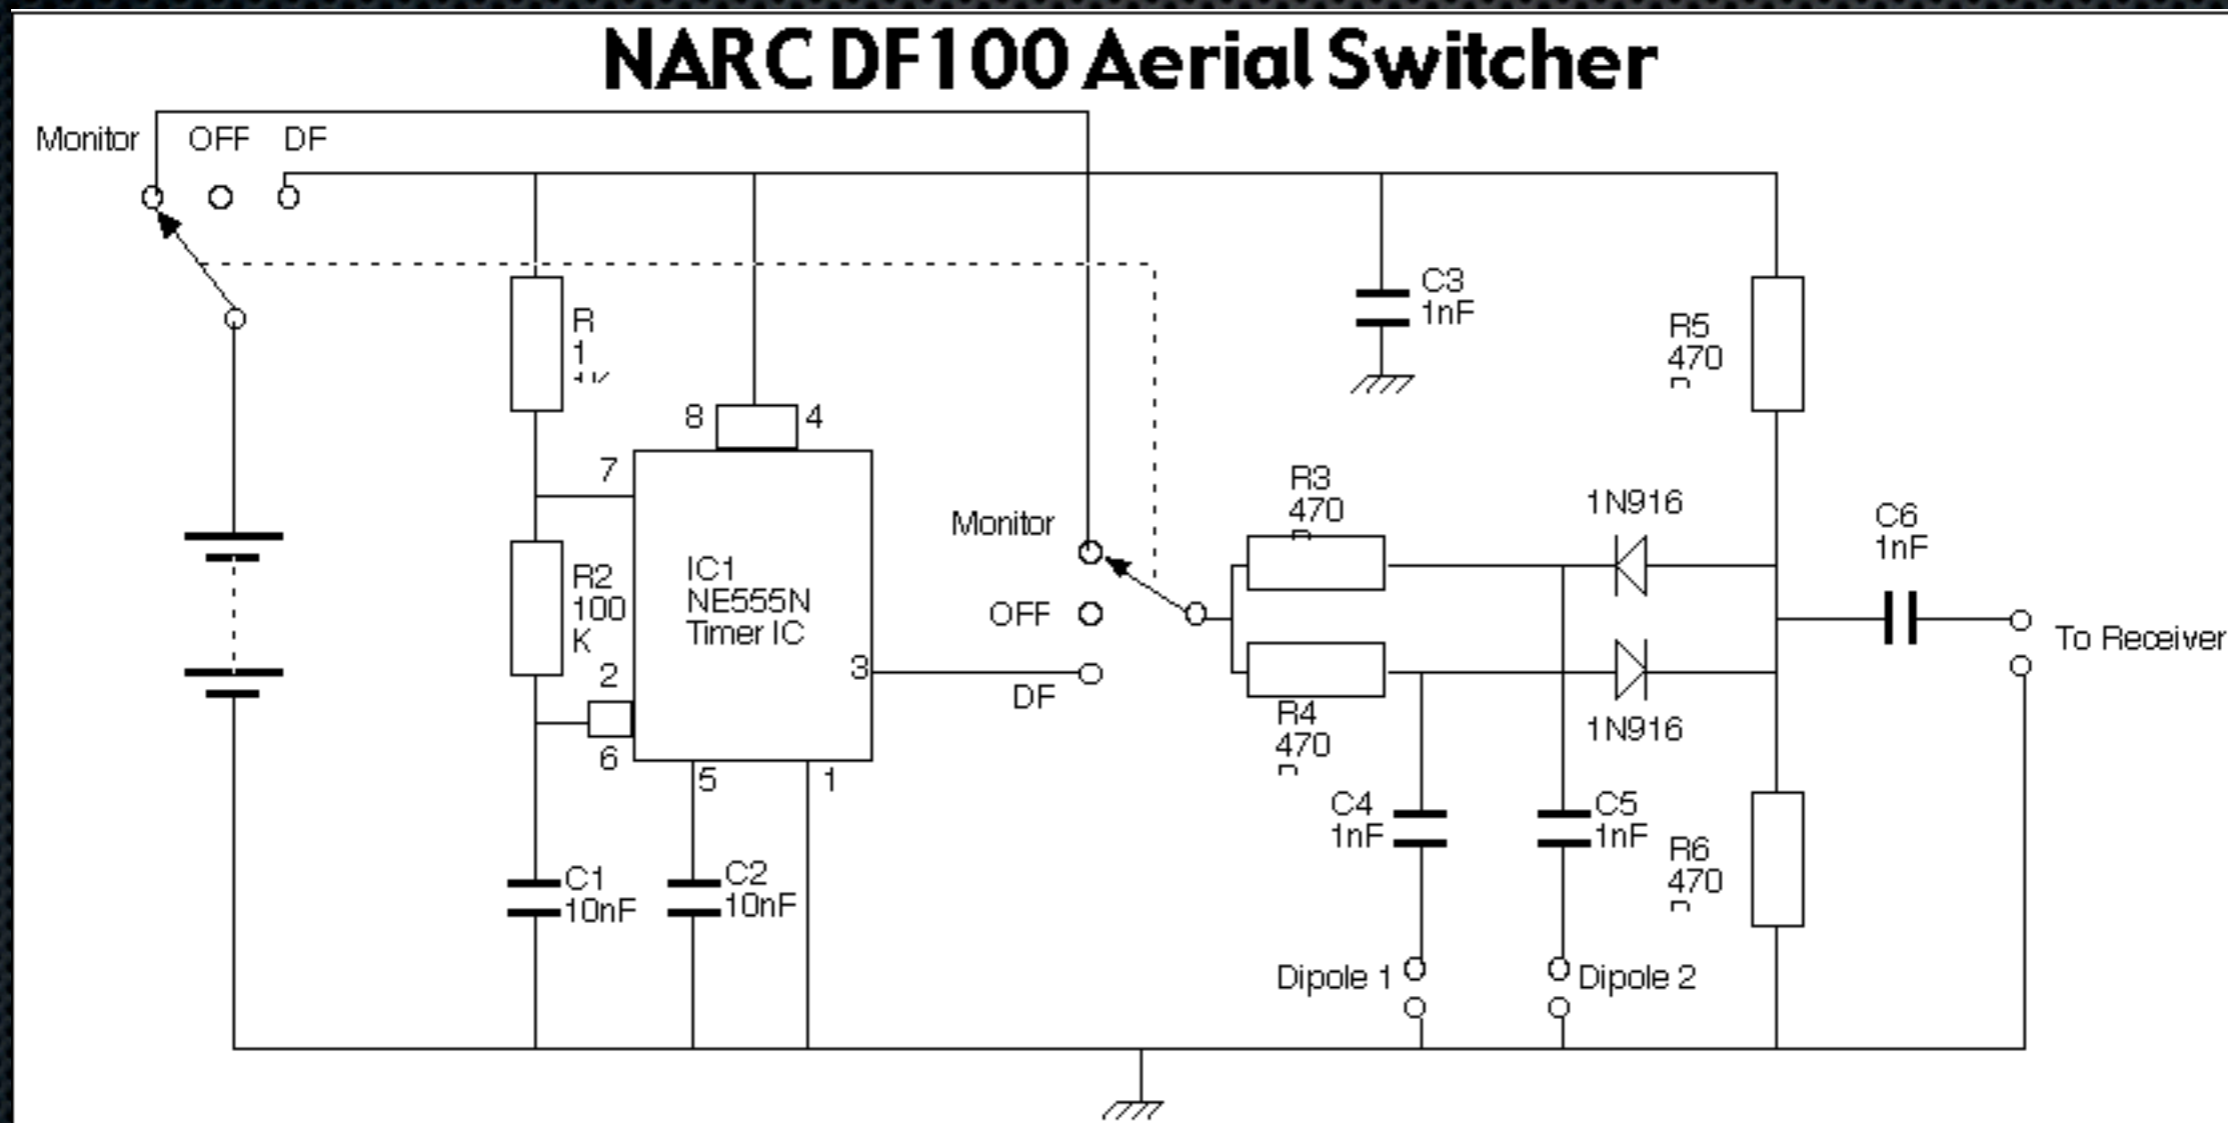 NARC DF100 Aerial Switcher
Monitor OFF DF
C3
1nF
R
1
R5
470
8 4
7
R3
470
1N916
C6
1nF
Monitor
IC1
NE555N
Timer IC
R2
100
K
OFF
To Receiver
2
3
DF
R4
470
1N916
6
5
1
C4
1nF
C5
1nF
R6
470
C1
10nF
C2
10nF
Dipole 1
Dipole 2